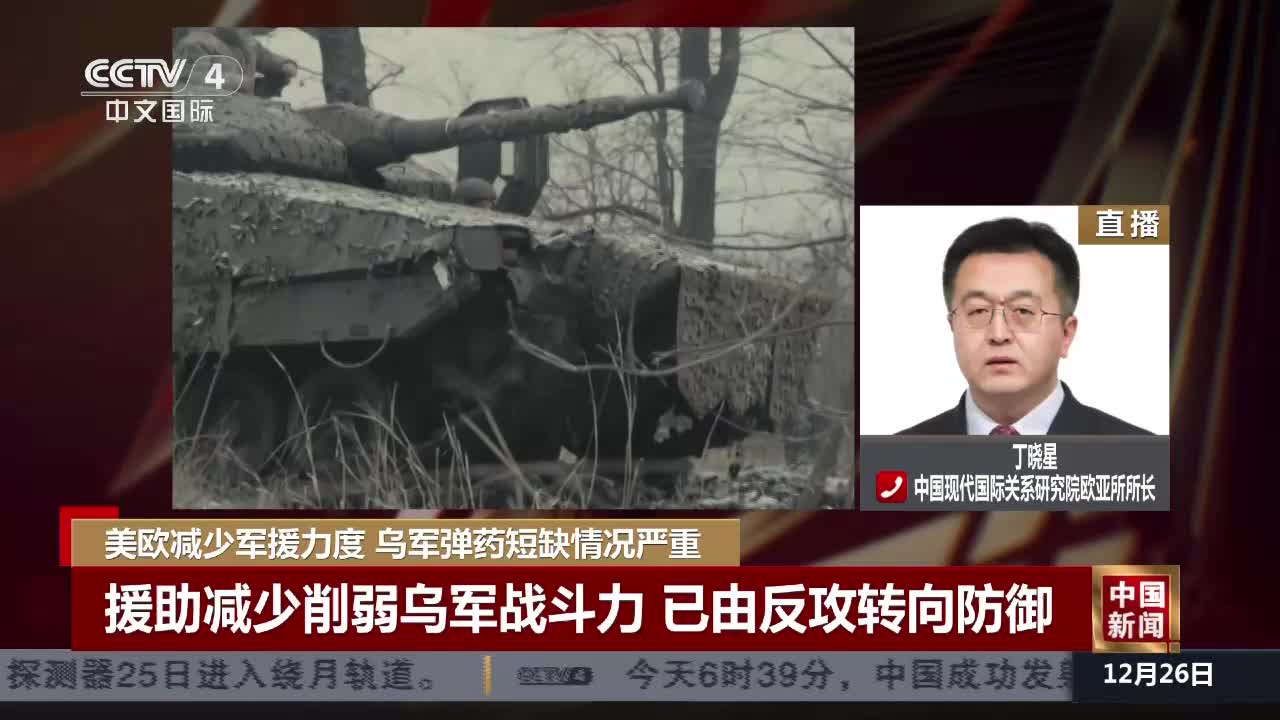 CCTV 4
中文国际
直播
丁晓星
中国现代国际关系研究院欧亚所所长
美欧减少军援力度 乌军弹药短缺情况严重
援助减少削弱乌军战斗力 已由反攻转向防御
中国
新闻
探测器25日进入绕月轨道。 CCTV 4 今天6时39分，中国成功发射
12月26日